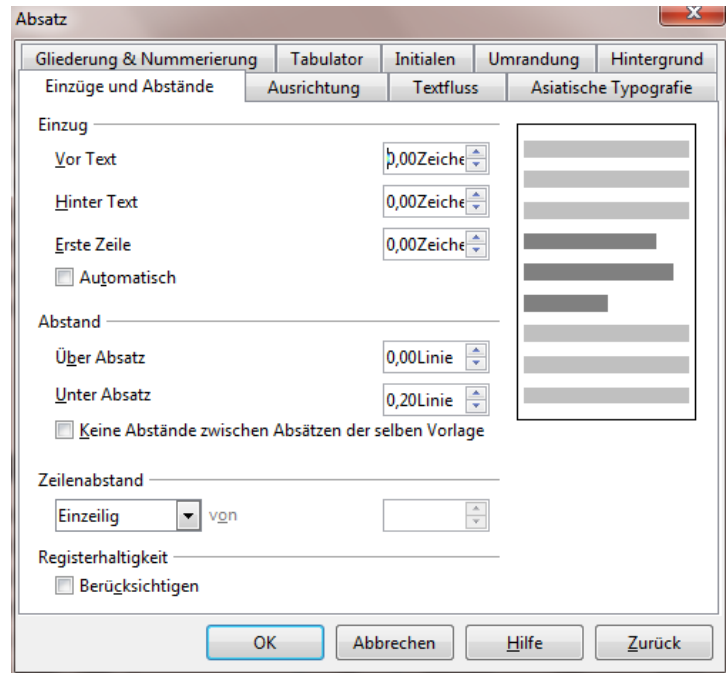 Absatz
Gliederung & Nummerierung Tabulator Initialen Umrandung Hintergrund
Einzüge und Abstände Ausrichtung Textfluss Asiatische Typografie
Einzug
Vor Text 0,00Zeiche
Hinter Text 0,00Zeiche
Erste Zeile 0,00Zeiche
Automatisch
Abstand
Über Absatz 0,00Linie
Unter Absatz 0,20Linie
Keine Abstände zwischen Absätzen der selben Vorlage
Zeilenabstand
Einzeilig von
Registerhaltigkeit
Berücksichtigen
OK Abbrechen Hilfe Zurück